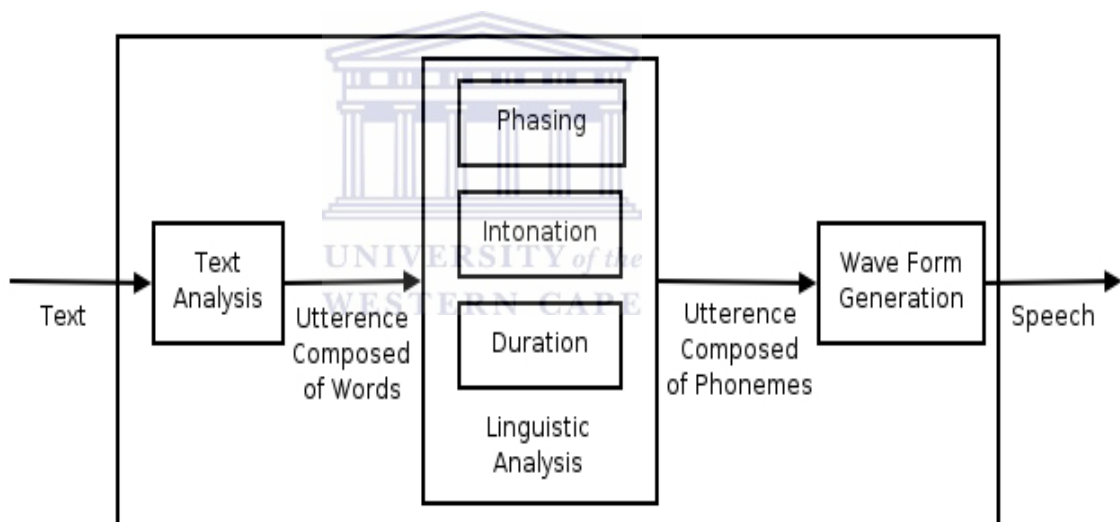 Text
Text
Analysis
Utterence
Composed
of Words
Phasing
Intonation
Duration
Linguistic
Analysis
Utterence
Composed
of Phonemes
Wave Form
Generation
Speech
UNIVERSITY of the
WESTERN CAPE